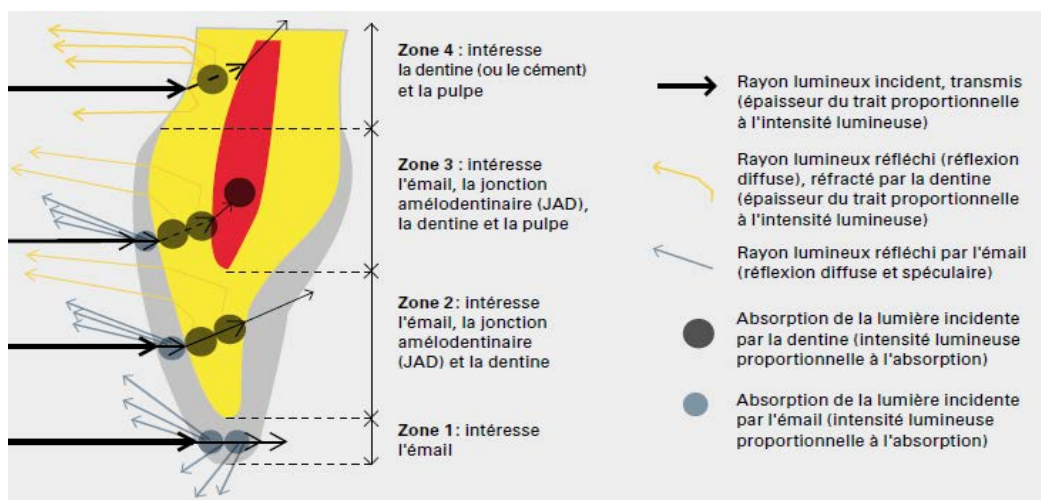 Zone 4 : intéresse
la dentine (ou le cément)
et la pulpe
Zone 3 : intéresse
l'émail, la jonction
amélodentinaire (JAD),
la dentine et la pulpe
Zone 2 : intéresse
l'émail, la jonction
amélodentinaire
(JAD) et la dentine
Zone 1 : intéresse
l'émail
Rayon lumineux incident, transmis
(épaisseur du trait proportionnelle
à l'intensité lumineuse)
Rayon lumineux réfléchi (réflexion
diffuse), réfracté par la dentine
(épaisseur du trait proportionnelle
à l'intensité lumineuse)
Rayon lumineux réfléchi par l'émail
(réflexion diffuse et spéculaire)
Absorption de la lumière incidente
par la dentine (intensité lumineuse
proportionnelle à l'absorption)
Absorption de la lumière incidente
par l'émail (intensité lumineuse
proportionnelle à l'absorption)